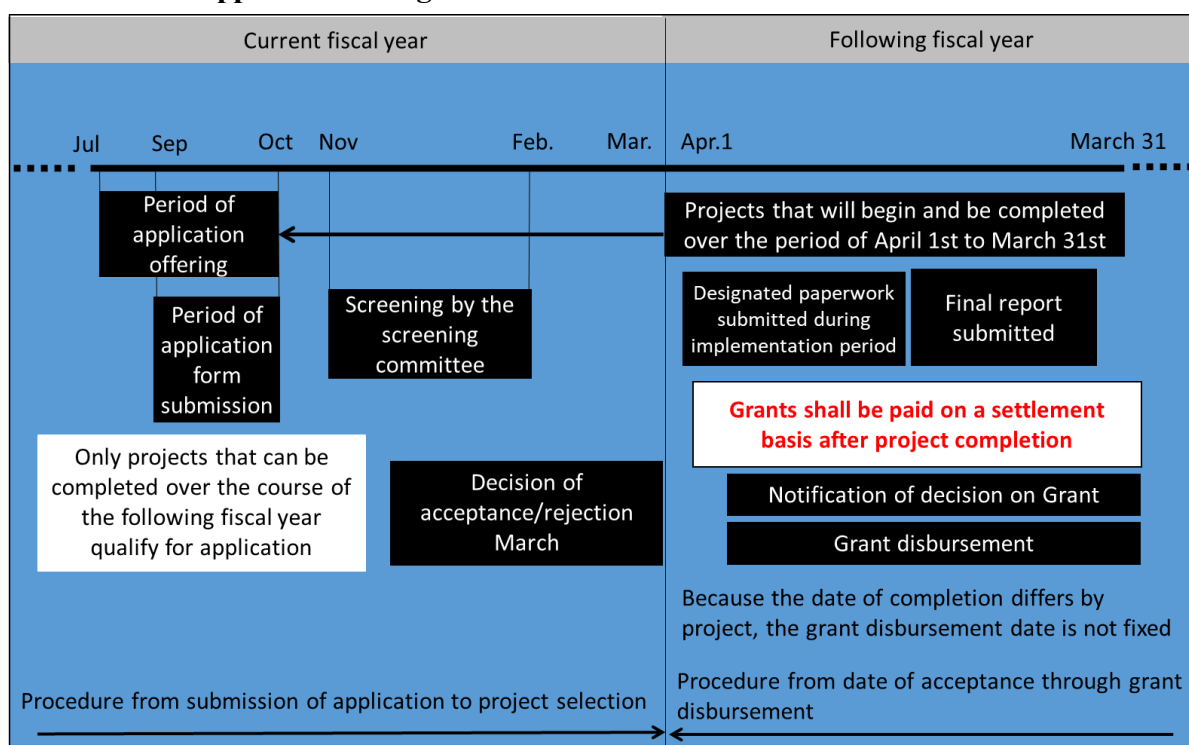 Current fiscal year
Following fiscal year
Jul
Sep
Oct
Nov
Feb.
Mar.
Apr.1
March 31
Period of
application
offering
Projects that will begin and be completed
over the period of April 1st to March 31st
Period of
application
form
submission
Screening by the
screening
committee
Designated paperwork
submitted during
implementation period
Final report
submitted
Grants shall be paid on a settlement
basis after project completion
Only projects that can be
completed over the course of
the following fiscal year
qualify for application
Decision of
acceptance/rejection
March
Notification of decision on Grant
Grant disbursement
Because the date of completion differs by
project, the grant disbursement date is not fixed
Procedure from submission of application to project selection
Procedure from date of acceptance through grant
disbursement